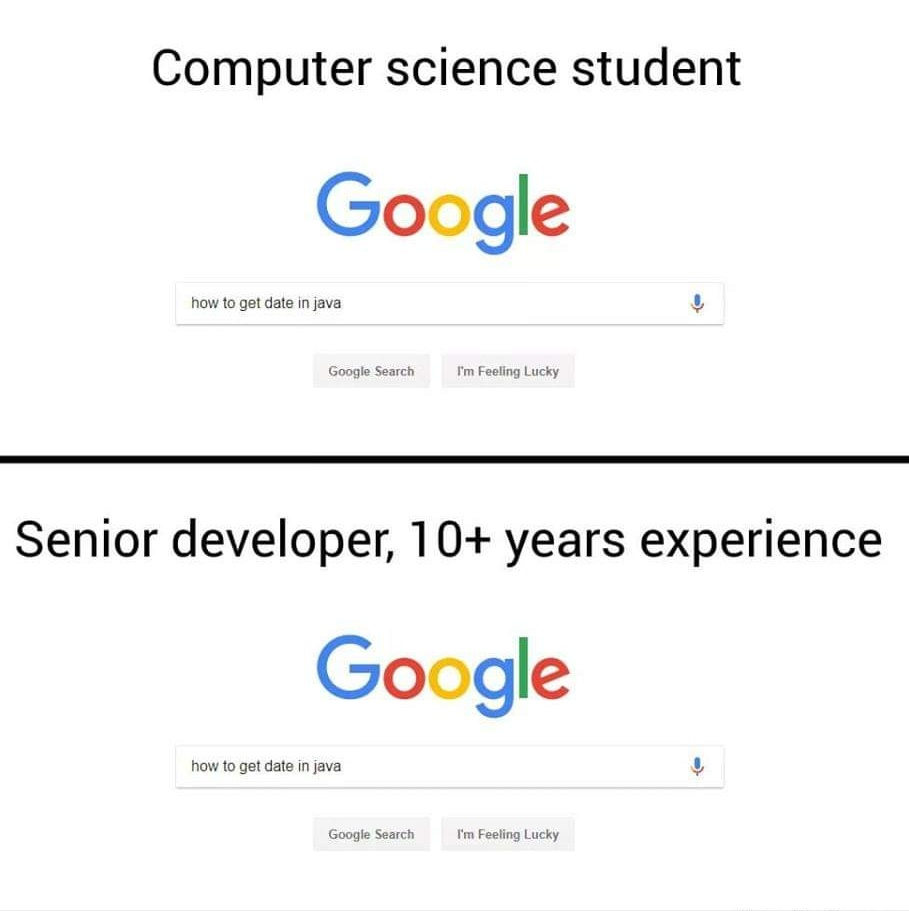 Computer science student
Google
how to get date in java
Google Search I'm Feeling Lucky
Senior developer, 10+ years experience
Google
how to get date in java
Google Search I'm Feeling Lucky